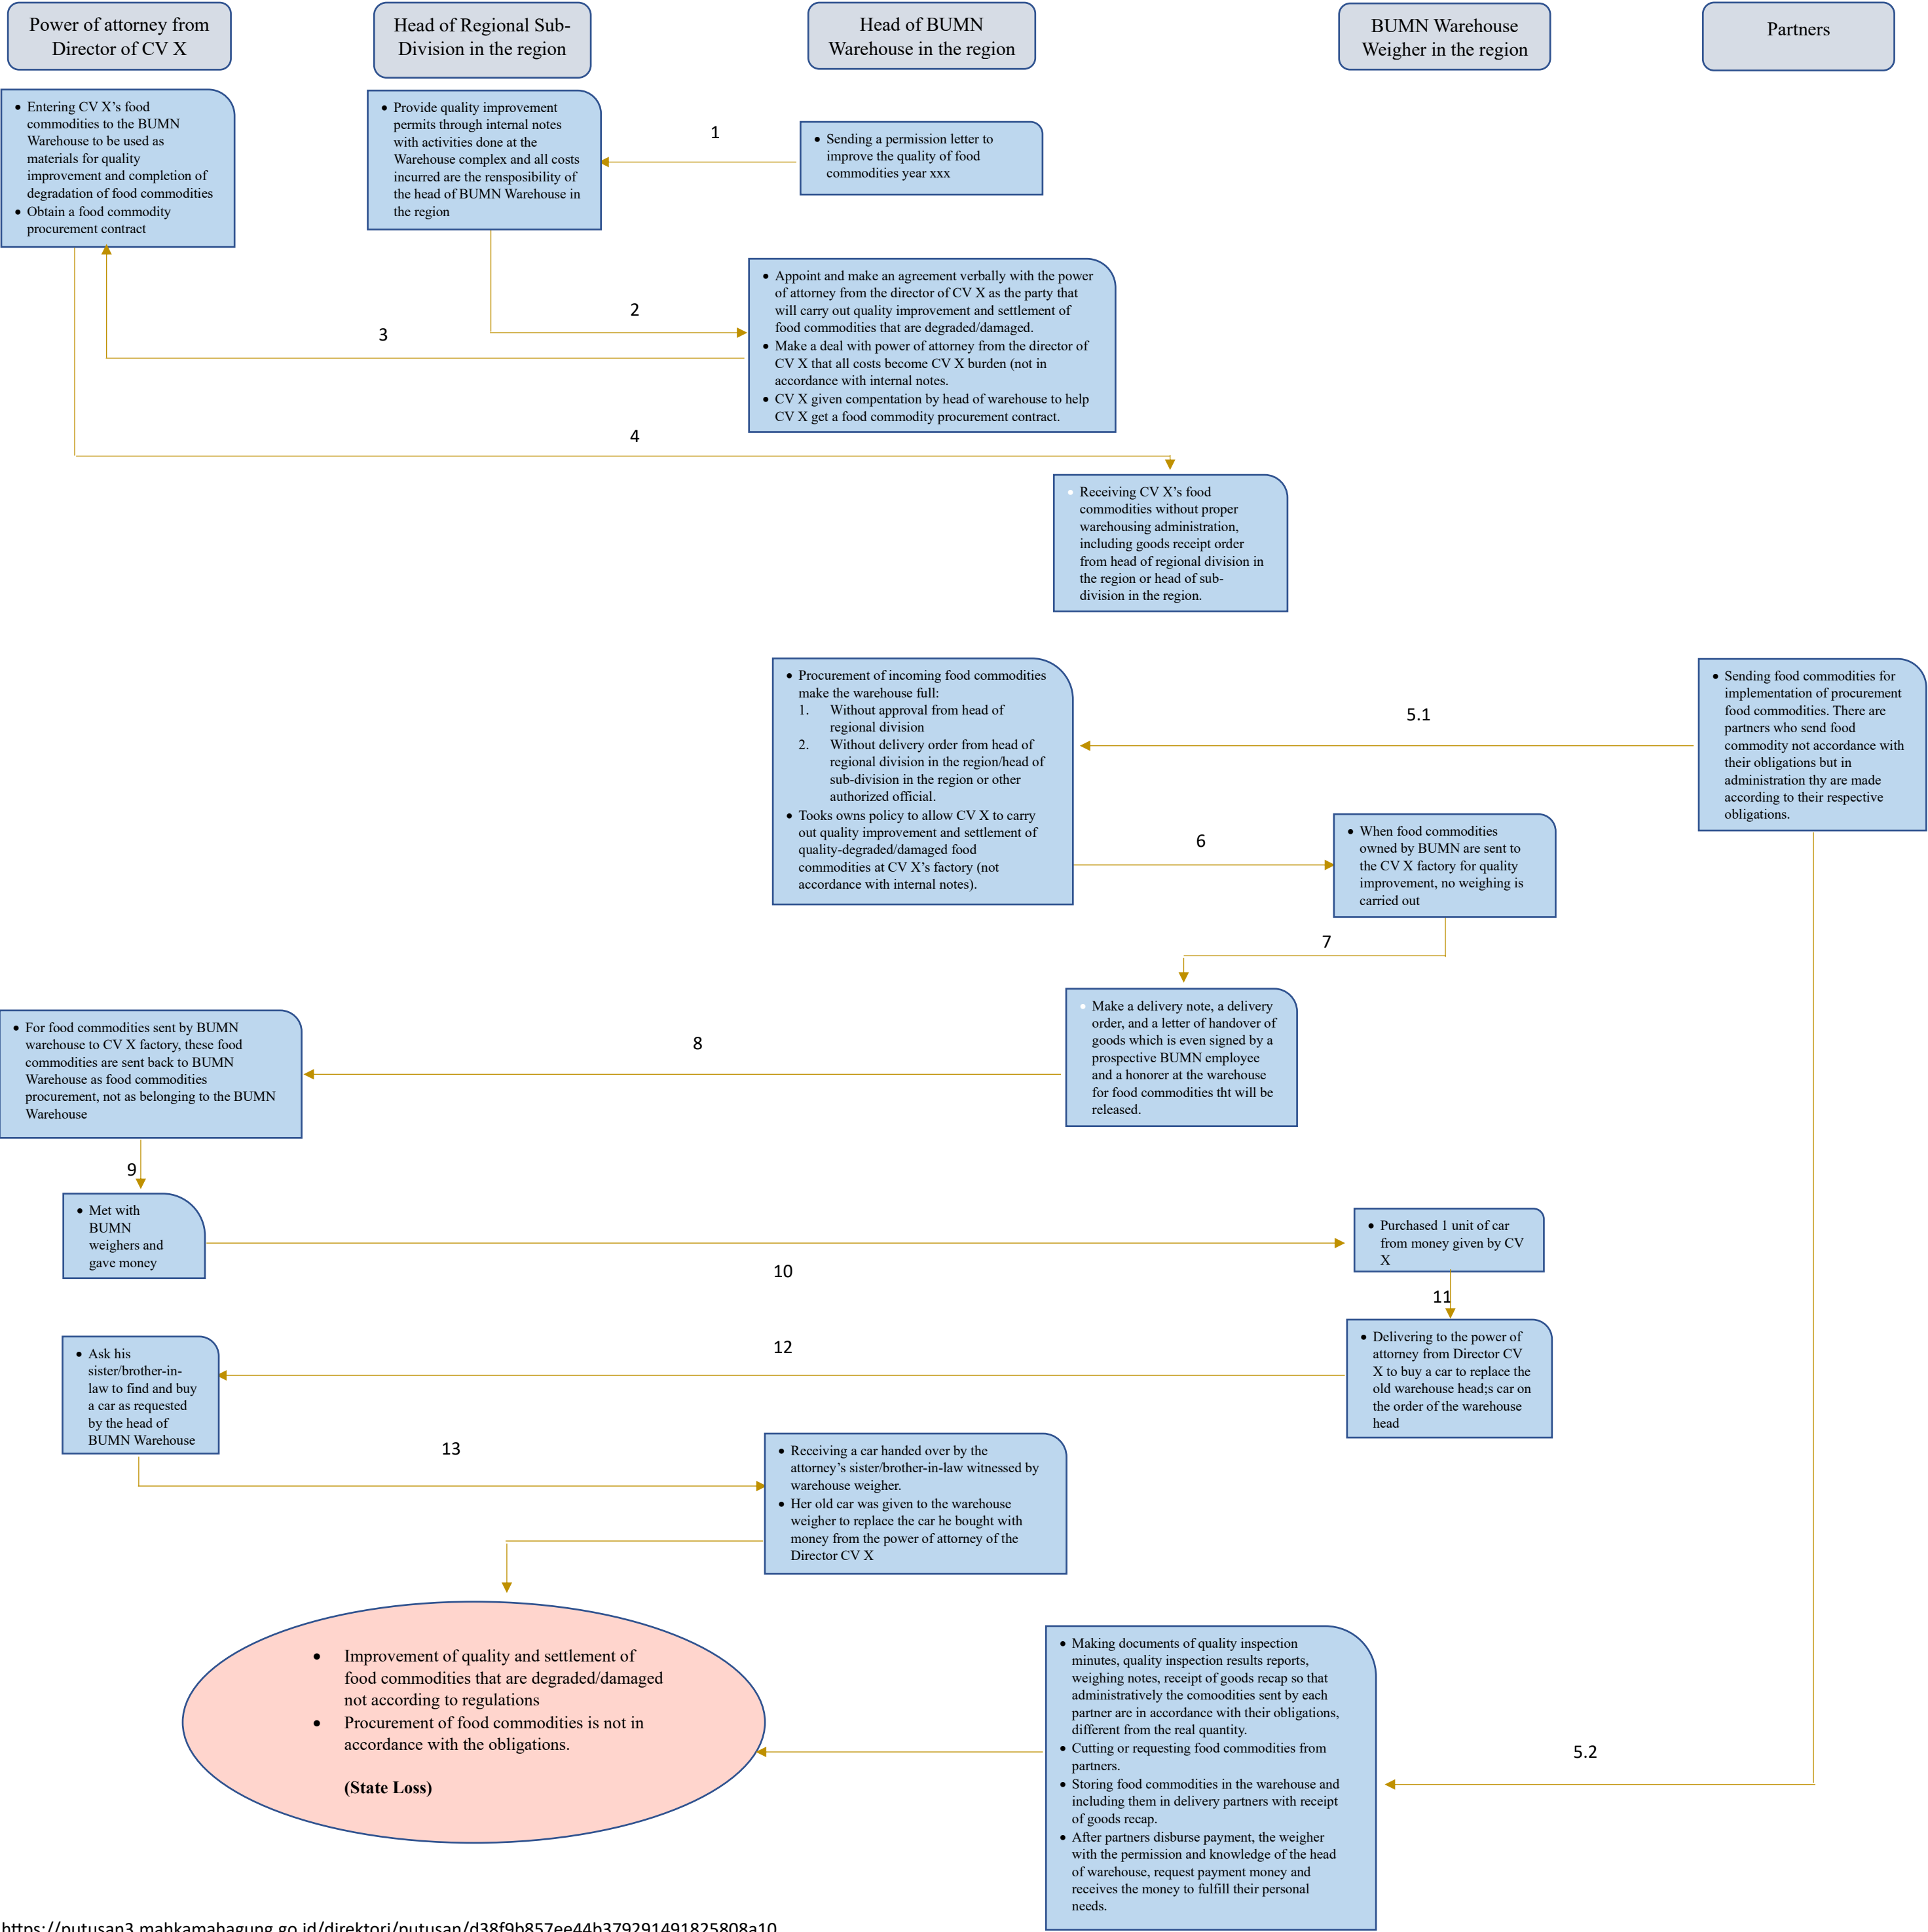 Power of attorney from
Director of CV X
Head of Regional Sub-
Division in the region
Head of BUMN
Warehouse in the region
BUMN Warehouse
Weigher in the region
Partners
• Entering CV X's food
commodities to the BUMN
Warehouse to be used as
materials for quality
improvement and completion of
degradation of food commodities
• Obtain a food commodity
procurement contract
• Provide quality improvement
permits through internal notes
with activities done at the
Warehouse complex and all costs
incurred are the rensposibility of
the head of BUMN Warehouse in
the region
1
• Sending a permission letter to
improve the quality of food
commodities year xxx
2
3
• Appoint and make an agreement verbally with the power
of attorney from the director of CV X as the party that
will carry out quality improvement and settlement of
food commodities that are degraded/damaged.
• Make a deal with power of attorney from the director of
CV X that all costs become CV X burden (not in
accordance with internal notes.
• CV X given compentation by head of warehouse to help
CV X get a food commodity procurement contract.
4
• Receiving CV X's food
commodities without proper
warehousing administration,
including goods receipt order
from head of regional division in
the region or head of sub-
division in the region.
• Procurement of incoming food commodities
make the warehouse full:
1. Without approval from head of
regional division
2. Without delivery order from head of
regional division in the region/head of
sub-division in the region or other
authorized official.
• Tooks owns policy to allow CV X to carry
out quality improvement and settlement of
quality-degraded/damaged food
commodities at CV X's factory (not
accordance with internal notes).
5.1
• Sending food commodities for
implementation of procurement
food commodities. There are
partners who send food
commodity not accordance with
their obligations but in
administration thy are made
according to their respective
obligations.
6
• When food commodities
owned by BUMN are sent to
the CV X factory for quality
improvement, no weighing is
carried out
7
• Make a delivery note, a delivery
order, and a letter of handover of
goods which is even signed by a
prospective BUMN employee
and a honorer at the warehouse
for food commodities tht will be
released.
8
• For food commodities sent by BUMN
warehouse to CV X factory, these food
commodities are sent back to BUMN
Warehouse as food commodities
procurement, not as belonging to the BUMN
Warehouse
9
• Met with
BUMN
weighers and
gave money
10
• Purchased 1 unit of car
from money given by CV
X
11
• Delivering to the power of
attorney from Director CV
X to buy a car to replace the
old warehouse head;s car on
the order of the warehouse
head
12
• Ask his
sister/brother-in-
law to find and buy
a car as requested
by the head of
BUMN Warehouse
13
• Receiving a car handed over by the
attorney's sister/brother-in-law witnessed by
warehouse weigher.
• Her old car was given to the warehouse
weigher to replace the car he bought with
money from the power of attorney of the
Director CV X
• Improvement of quality and settlement of
food commodities that are degraded/damaged
not according to regulations
• Procurement of food commodities is not in
accordance with the obligations.
(State Loss)
• Making documents of quality inspection
minutes, quality inspection results reports,
weighing notes, receipt of goods recap so that
administratively the comoodities sent by each
partner are in accordance with their obligations,
different from the real quantity.
• Cutting or requesting food commodities from
partners.
• Storing food commodities in the warehouse and
including them in delivery partners with receipt
of goods recap.
• After partners disburse payment, the weigher
with the permission and knowledge of the head
of warehouse, request payment money and
receives the money to fulfill their personal
needs.
5.2
https://putusan3.mahkamahagung.go.id/direktori/putusan/d38f9b857ee44b379291491825808a10